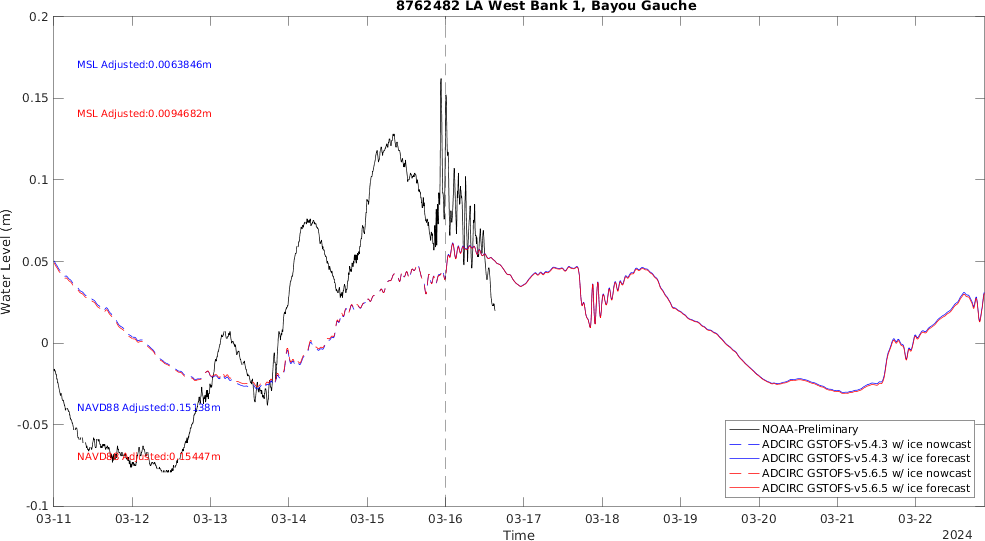 8762482 LA West Bank 1, Bayou Gauche
0.2
0.15
0.1
0.05
0
-0.05
-0.1
Water Level (m)
MSL Adjusted:0.0063846m
MSL Adjusted:0.0094682m
NAVD88 Adjusted:0.15138m
NAVD88 Adjusted:0.15447m
NOAA-Preliminary
ADCIRC GSTOFS-v5.4.3 w/ ice nowcast
ADCIRC GSTOFS-v5.4.3 w/ ice forecast
ADCIRC GSTOFS-v5.6.5 w/ ice nowcast
ADCIRC GSTOFS-v5.6.5 w/ ice forecast
03-11 03-12 03-13 03-14 03-15 03-16 03-17 03-18 03-19 03-20 03-21 03-22
Time
2024